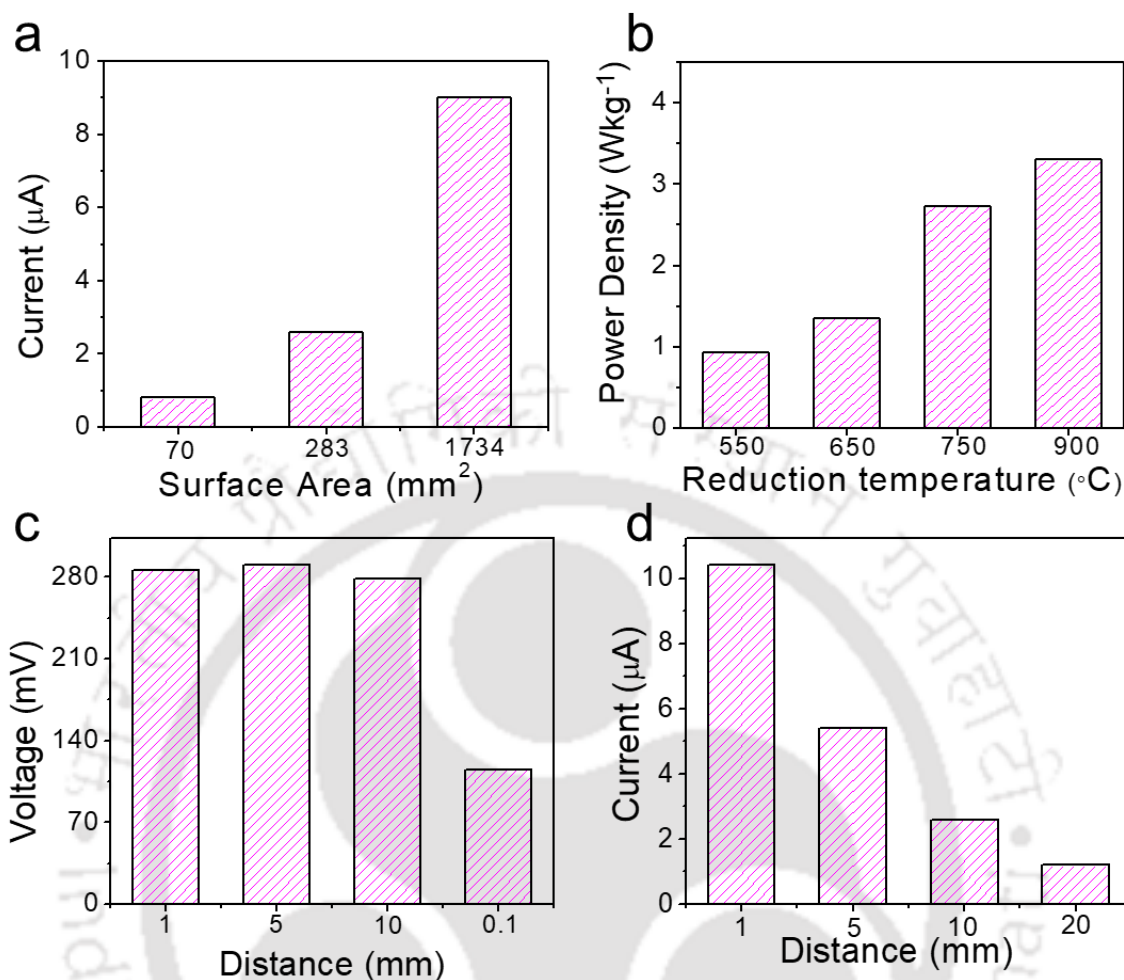 a
10
8
6
4
2
0
Current (μA)
70 283 1734
Surface Area (mm²)
b
4
3
2
1
0
Power Density (Wkg⁻¹)
550 650 750 900
Reduction temperature (°C)
c
280
210
140
70
0
Voltage (mV)
1 5 10 0.1
Distance (mm)
d
10
8
6
4
2
0
Current (μA)
1 5 10 20
Distance (mm)